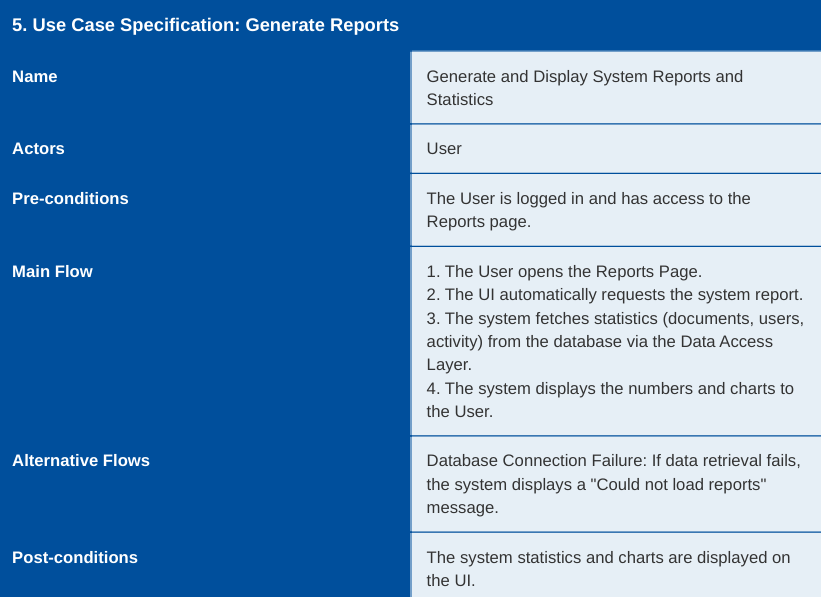 5. Use Case Specification: Generate Reports
Name
Generate and Display System Reports and
Statistics
Actors
User
Pre-conditions
The User is logged in and has access to the
Reports page.
Main Flow
1. The User opens the Reports Page.
2. The UI automatically requests the system report.
3. The system fetches statistics (documents, users,
activity) from the database via the Data Access
Layer.
4. The system displays the numbers and charts to
the User.
Alternative Flows
Database Connection Failure: If data retrieval fails,
the system displays a "Could not load reports"
message.
Post-conditions
The system statistics and charts are displayed on
the UI.